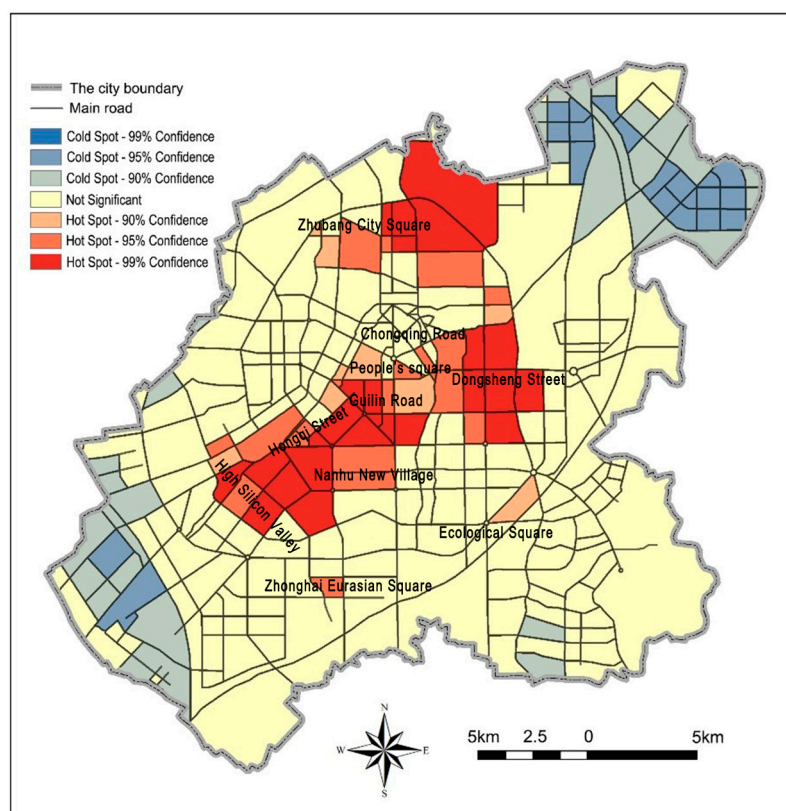 The city boundary
Main road
Cold Spot - 99% Confidence
Cold Spot - 95% Confidence
Cold Spot - 90% Confidence
Not Significant
Hot Spot - 90% Confidence
Hot Spot - 95% Confidence
Hot Spot - 99% Confidence
Zhubang City Square
Chongqing Road
People's square
Dongsheng Street
Guilin Road
Hongqi Street
Nanhu New Village
High Silicon Valley
Ecological Square
Zhonghai Eurasian Square
N
W E
S
5km 2.5 0 5km